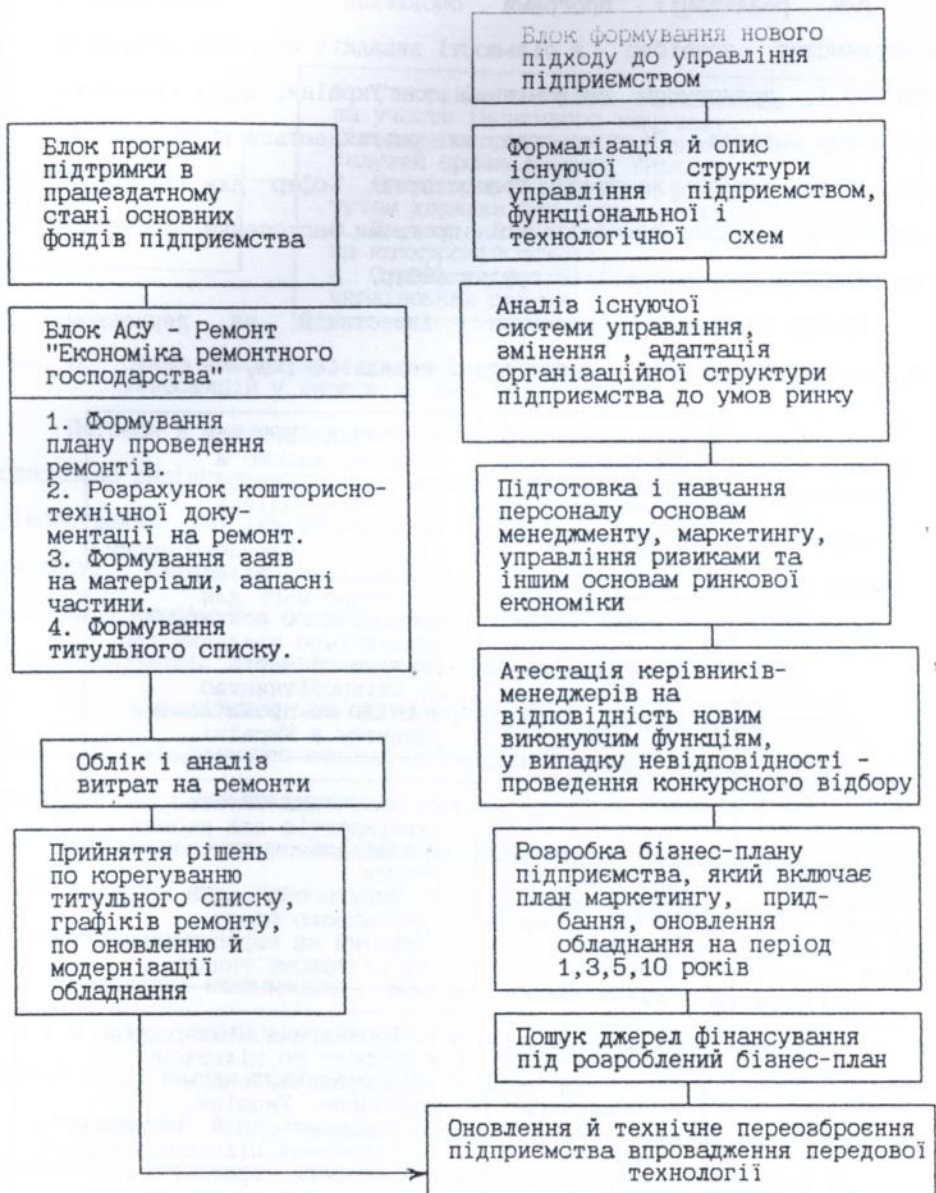 Блок формування нового
підходу до управління
підприємством
Блок програми
підтримки в
працездатному
стані основних
фондів підприємства
Блок АСУ - Ремонт
"Економіка ремонтного
господарства"
1. Формування
плану проведення
ремонтів.
2. Розрахунок кошторисно-
технічної доку-
ментації на ремонт.
3. Формування заяв
на матеріали, запасні
частини.
4. Формування
титульного списку.
Облік і аналіз
витрат на ремонти
Прийняття рішень
по корегуванню
титульного списку,
графіків ремонту,
по оновленню й
модернізації
обладнання
Формалізація й опис
існуючої структури
управління підприємством,
функціональної і
технологічної схем
Аналіз існуючої
системи управління,
змінення , адаптація
організаційної структури
підприємства до умов ринку
Підготовка і навчання
персоналу основам
менеджменту, маркетингу,
управління ризиками та
іншим основам ринкової
економіки
Атестація керівників-
менеджерів на
відповідність новим
виконуючим функціям,
у випадку невідповідності -
проведення конкурсного відбору
Розробка бізнес-плану
підприємства, який включає
план маркетингу, прид-
бання, оновлення
обладнання на період
1,3,5,10 років
Пошук джерел фінансування
під розроблений бізнес-план
Оновлення й технічне переозброєння
підприємства впровадження передової
технології